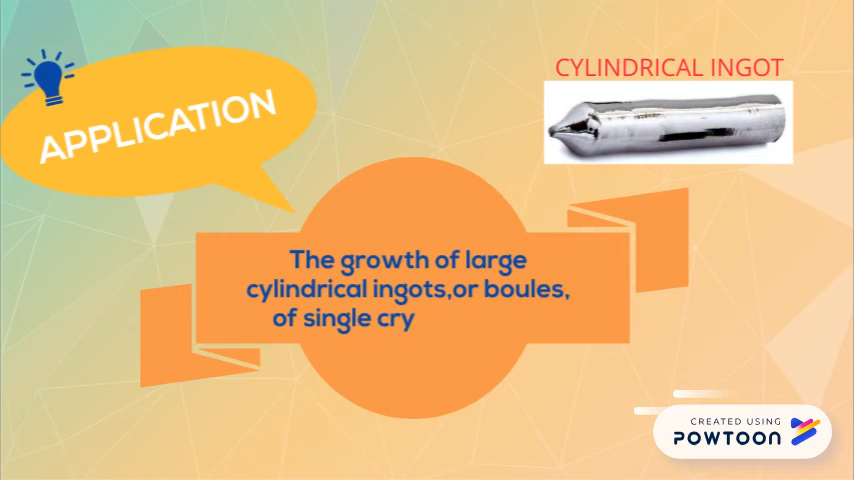 APPLICATION
CYLINDRICAL INGOT
The growth of large
cylindrical ingots,or boules,
of single cry
CREATED USING
POWTOON